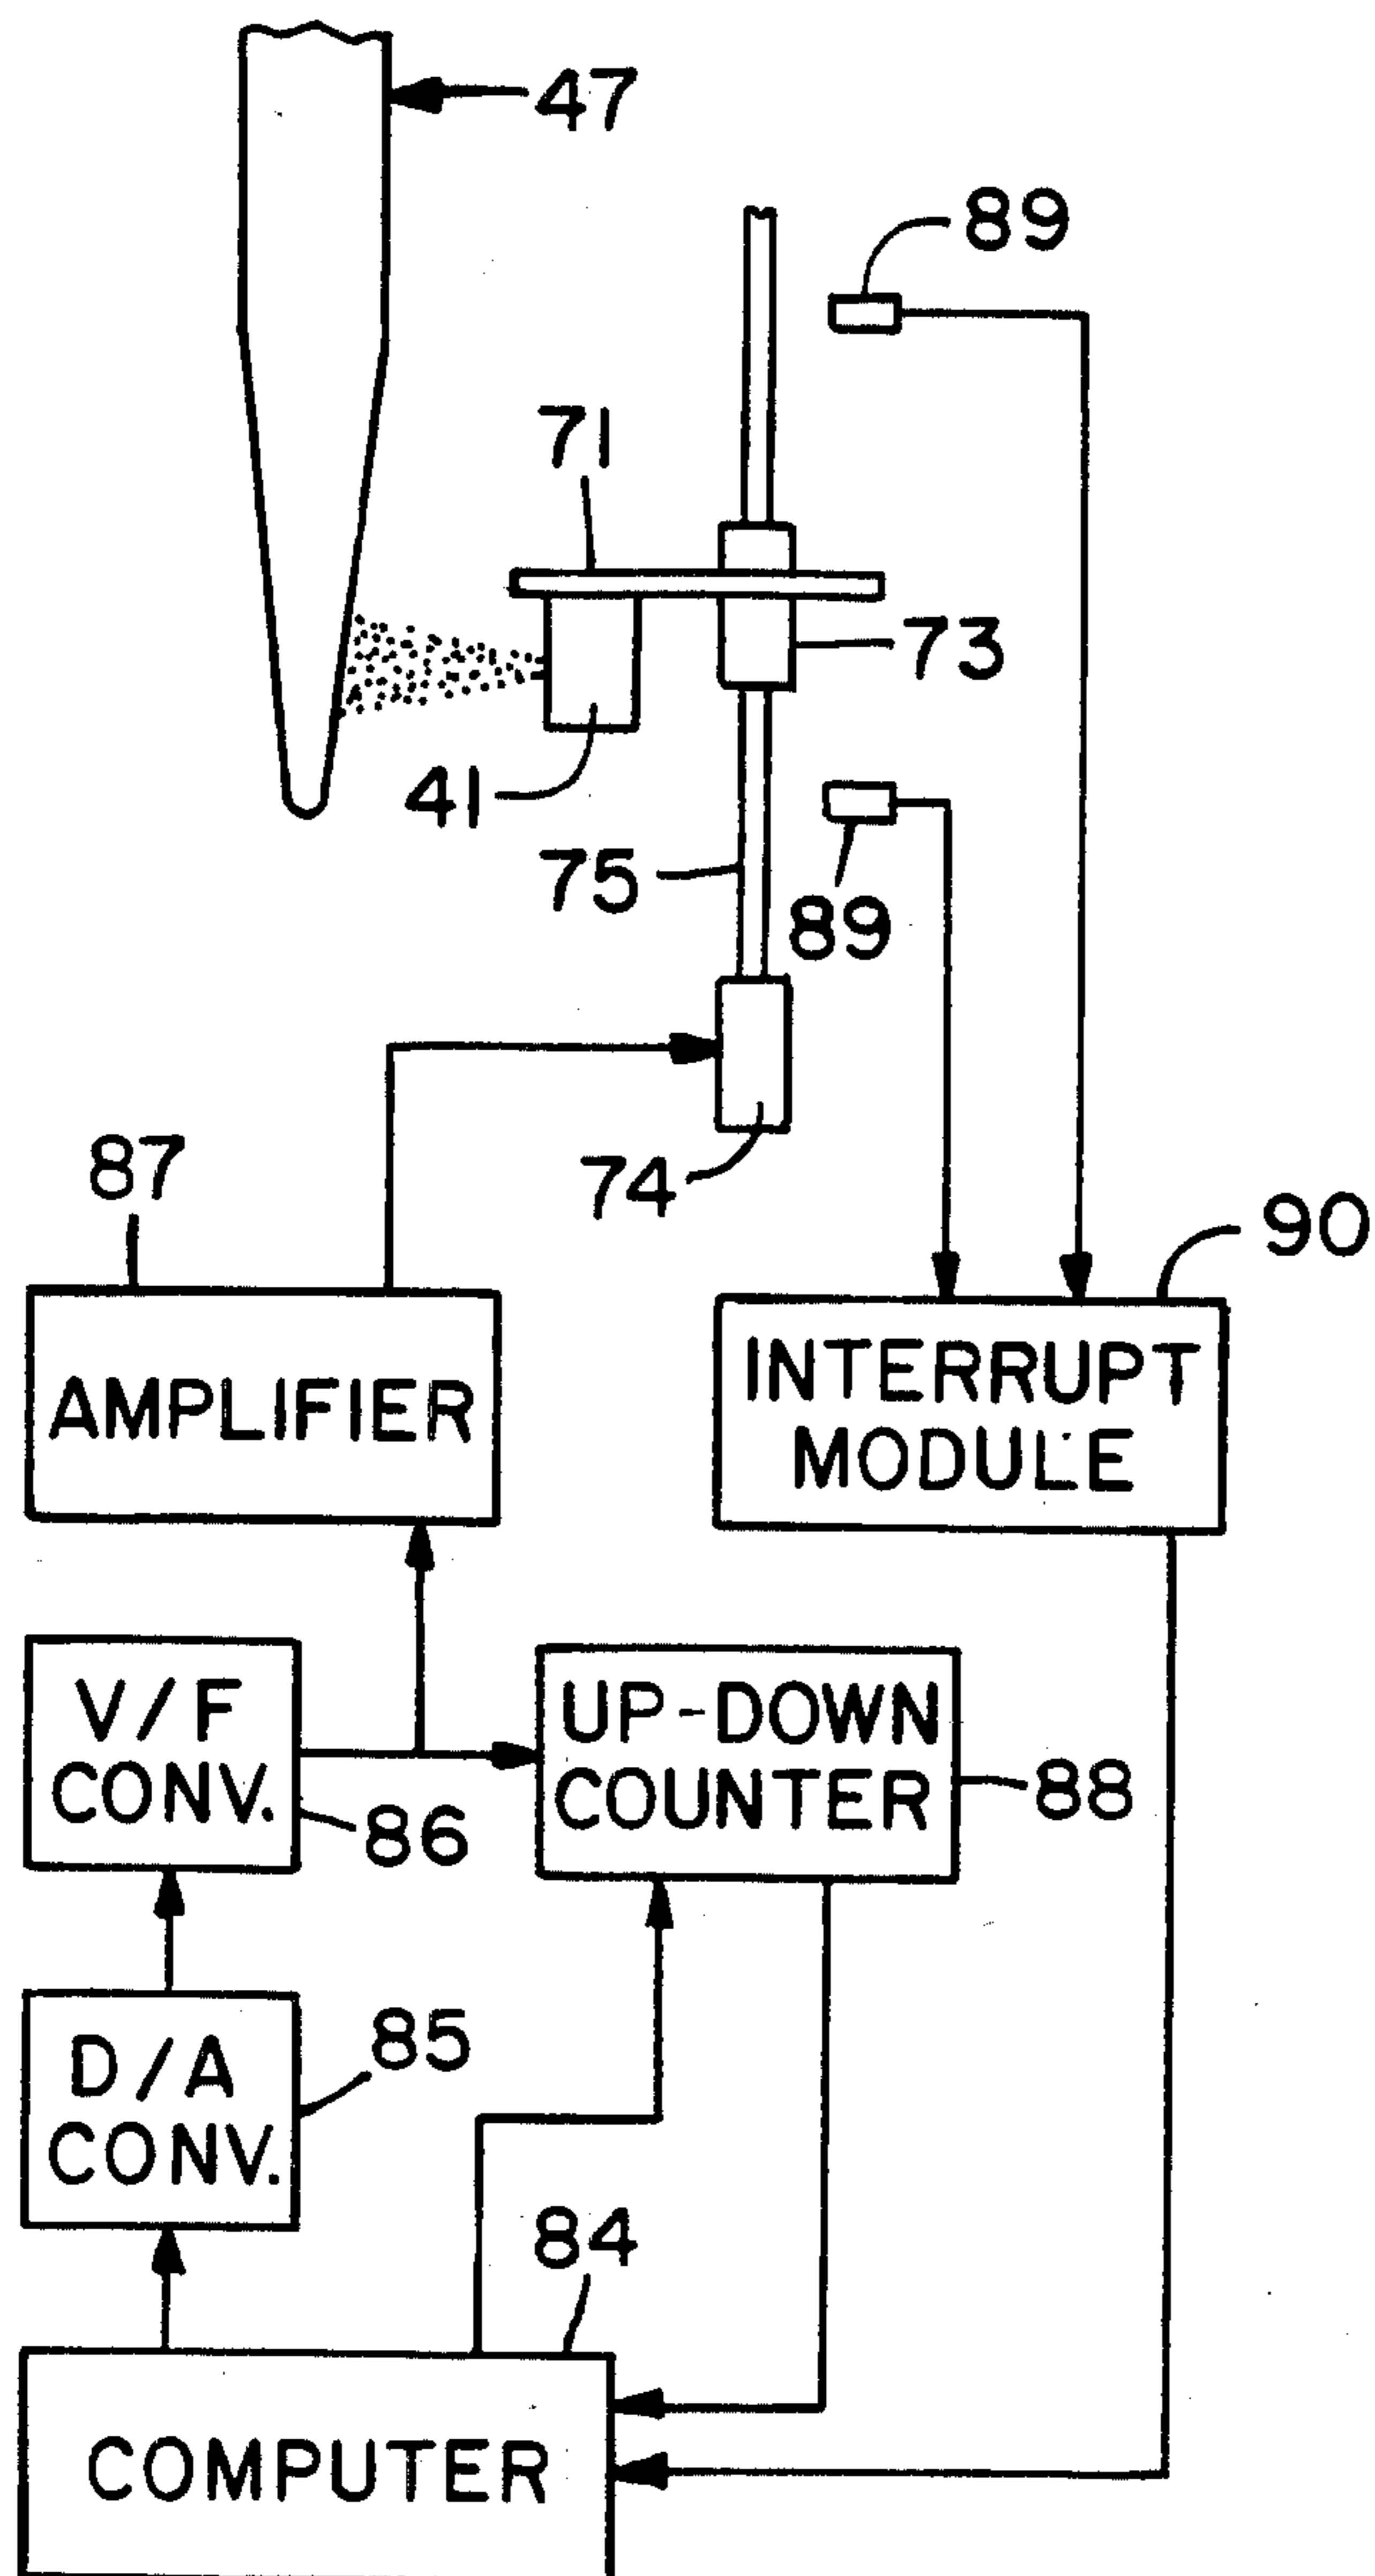 47
89
71
73
41
75
89
74
87
90
AMPLIFIER
INTERRUPT
MODULE
V/F
CONV.
86
UP-DOWN
COUNTER
88
D/A
CONV.
85
84
COMPUTER